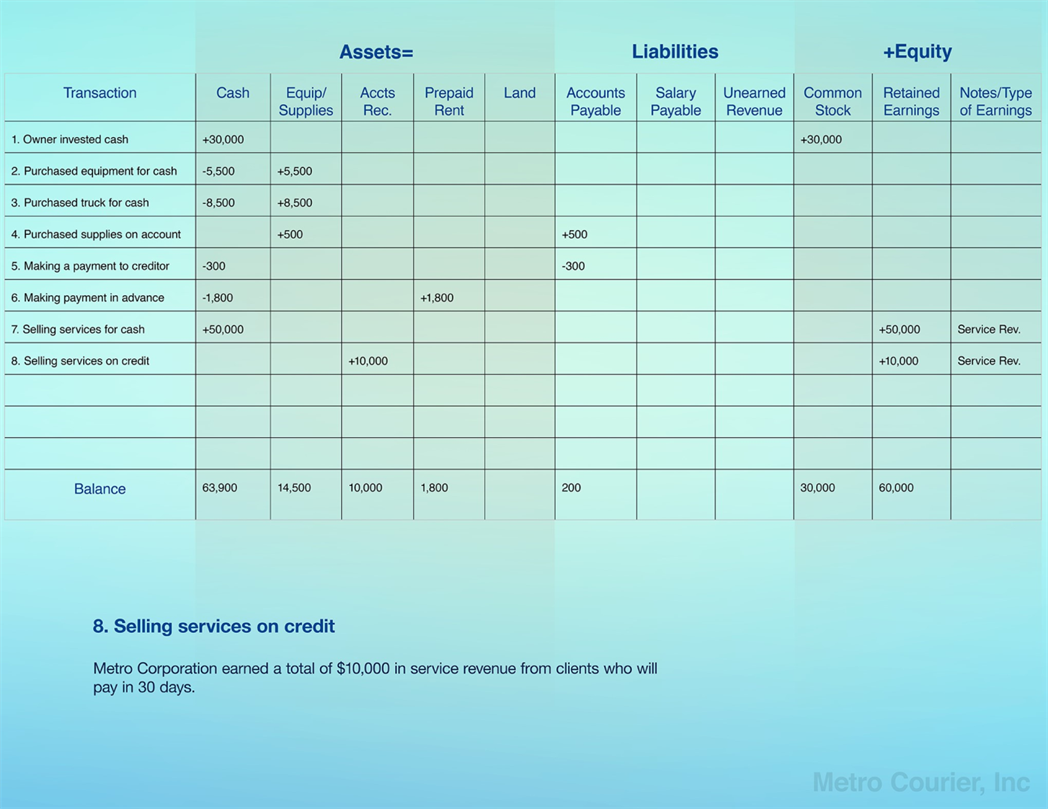 Assets= Liabilities +Equity
Transaction Cash Equip/ Supplies Accts Rec. Prepaid Rent Land Accounts Payable Salary Payable Unearned Revenue Common Stock Retained Earnings Notes/Type of Earnings
1. Owner invested cash +30,000 +30,000
2. Purchased equipment for cash -5,500 +5,500
3. Purchased truck for cash -8,500 +8,500
4. Purchased supplies on account +500 +500
5. Making a payment to creditor -300 -300
6. Making payment in advance -1,800 +1,800
7. Selling services for cash +50,000 +50,000 Service Rev.
8. Selling services on credit +10,000 +10,000 Service Rev.
Balance 63,900 14,500 10,000 1,800 200 30,000 60,000
8. Selling services on credit
Metro Corporation earned a total of $10,000 in service revenue from clients who will
pay in 30 days.
Metro Courier, Inc